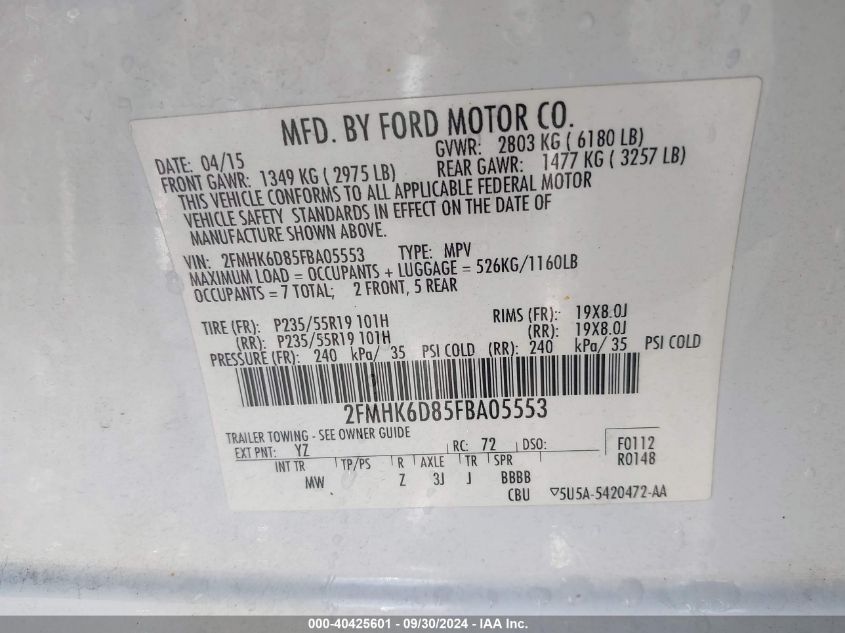 MFD. BY FORD MOTOR CO.
DATE: 04/15 GVWR: 2803 KG ( 6180 LB)
FRONT GAWR: 1349 KG ( 2975 LB) REAR GAWR: 1477 KG ( 3257 LB)
THIS VEHICLE CONFORMS TO ALL APPLICABLE FEDERAL MOTOR
VEHICLE SAFETY STANDARDS IN EFFECT ON THE DATE OF
MANUFACTURE SHOWN ABOVE.
VIN: 2FMHK6D85FBA05553 TYPE: MPV
MAXIMUM LOAD = OCCUPANTS + LUGGAGE = 526KG/1160LB
OCCUPANTS = 7 TOTAL; 2 FRONT, 5 REAR
TIRE (FR): P235/55R19 101H RIMS (FR): 19X8.0J
(RR): P235/55R19 101H (RR): 19X8.0J
PRESSURE (FR): 240 kPa/ 35 PSI COLD (RR): 240 kPa/ 35 PSI COLD
2FMHK6D85FBA05553
TRAILER TOWING - SEE OWNER GUIDE
EXT PNT: YZ RC: 72 DSO: F0112
INT TR TP/PS R AXLE TR SPR R0148
MW Z 3J J BBBB
CBU ▽5U5A-5420472-AA
000-40425601 - 09/30/2024 - IAA Inc.